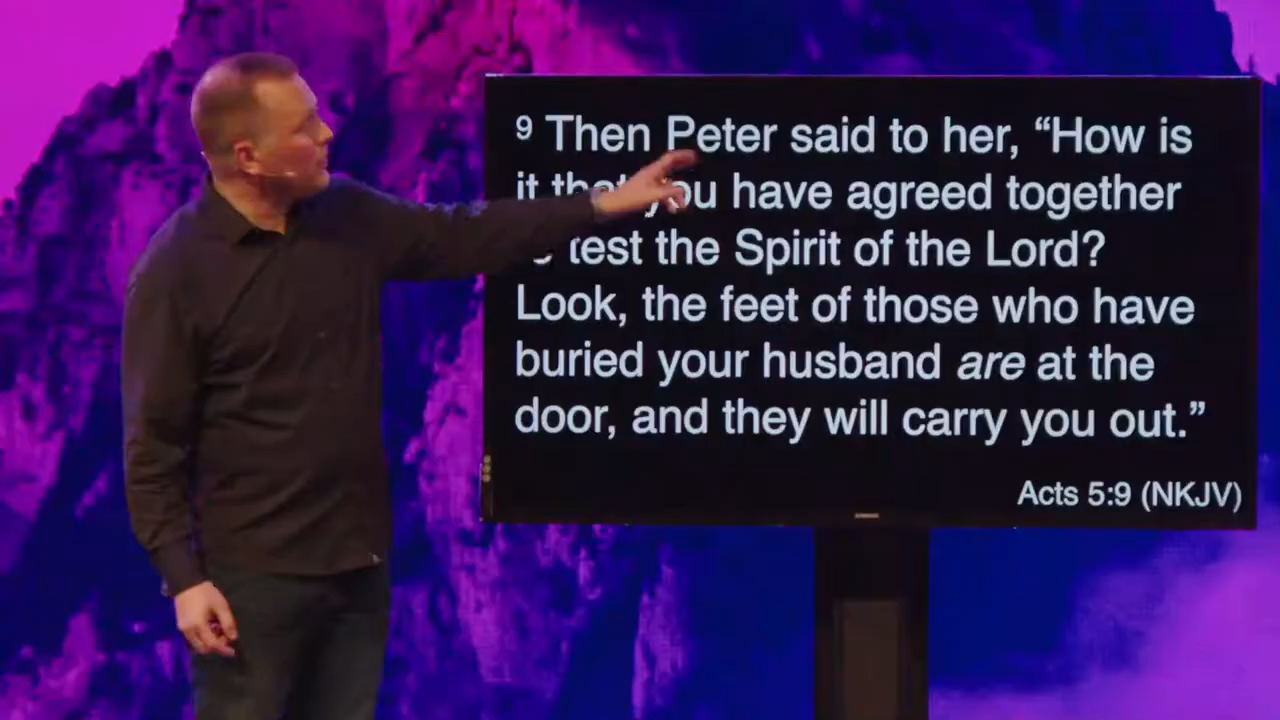 9 Then Peter said to her, “How is
it that you have agreed together
test the Spirit of the Lord?
Look, the feet of those who have
buried your husband are at the
door, and they will carry you out.”
Acts 5:9 (NKJV)